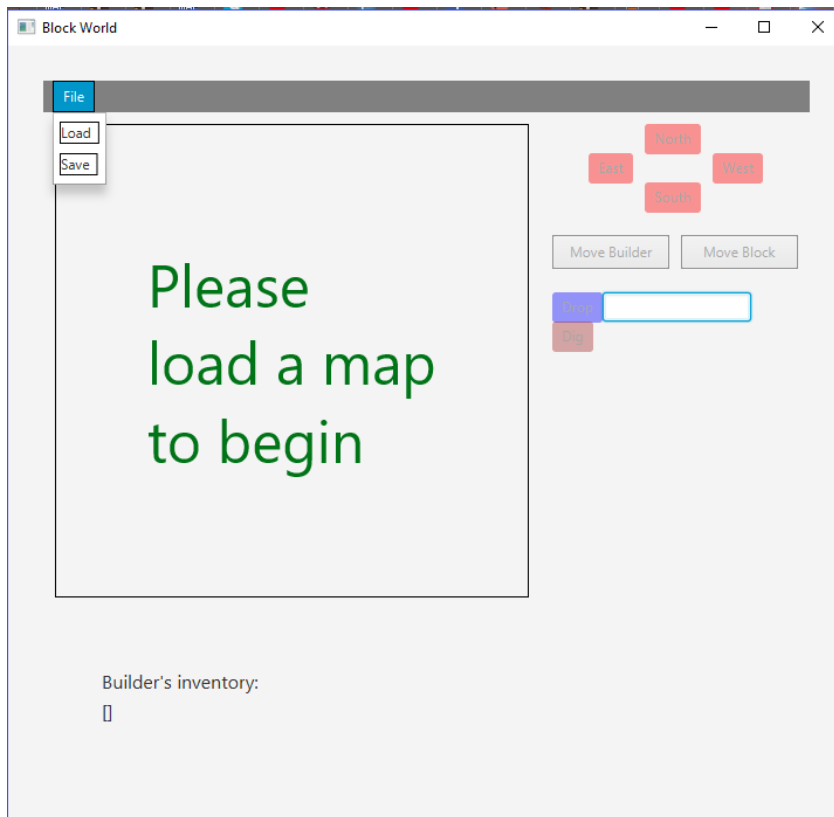 Block World
File
Load
Save
North
East West
South
Move Builder Move Block
Drop
Dig
Please
load a map
to begin
Builder's inventory:
[]